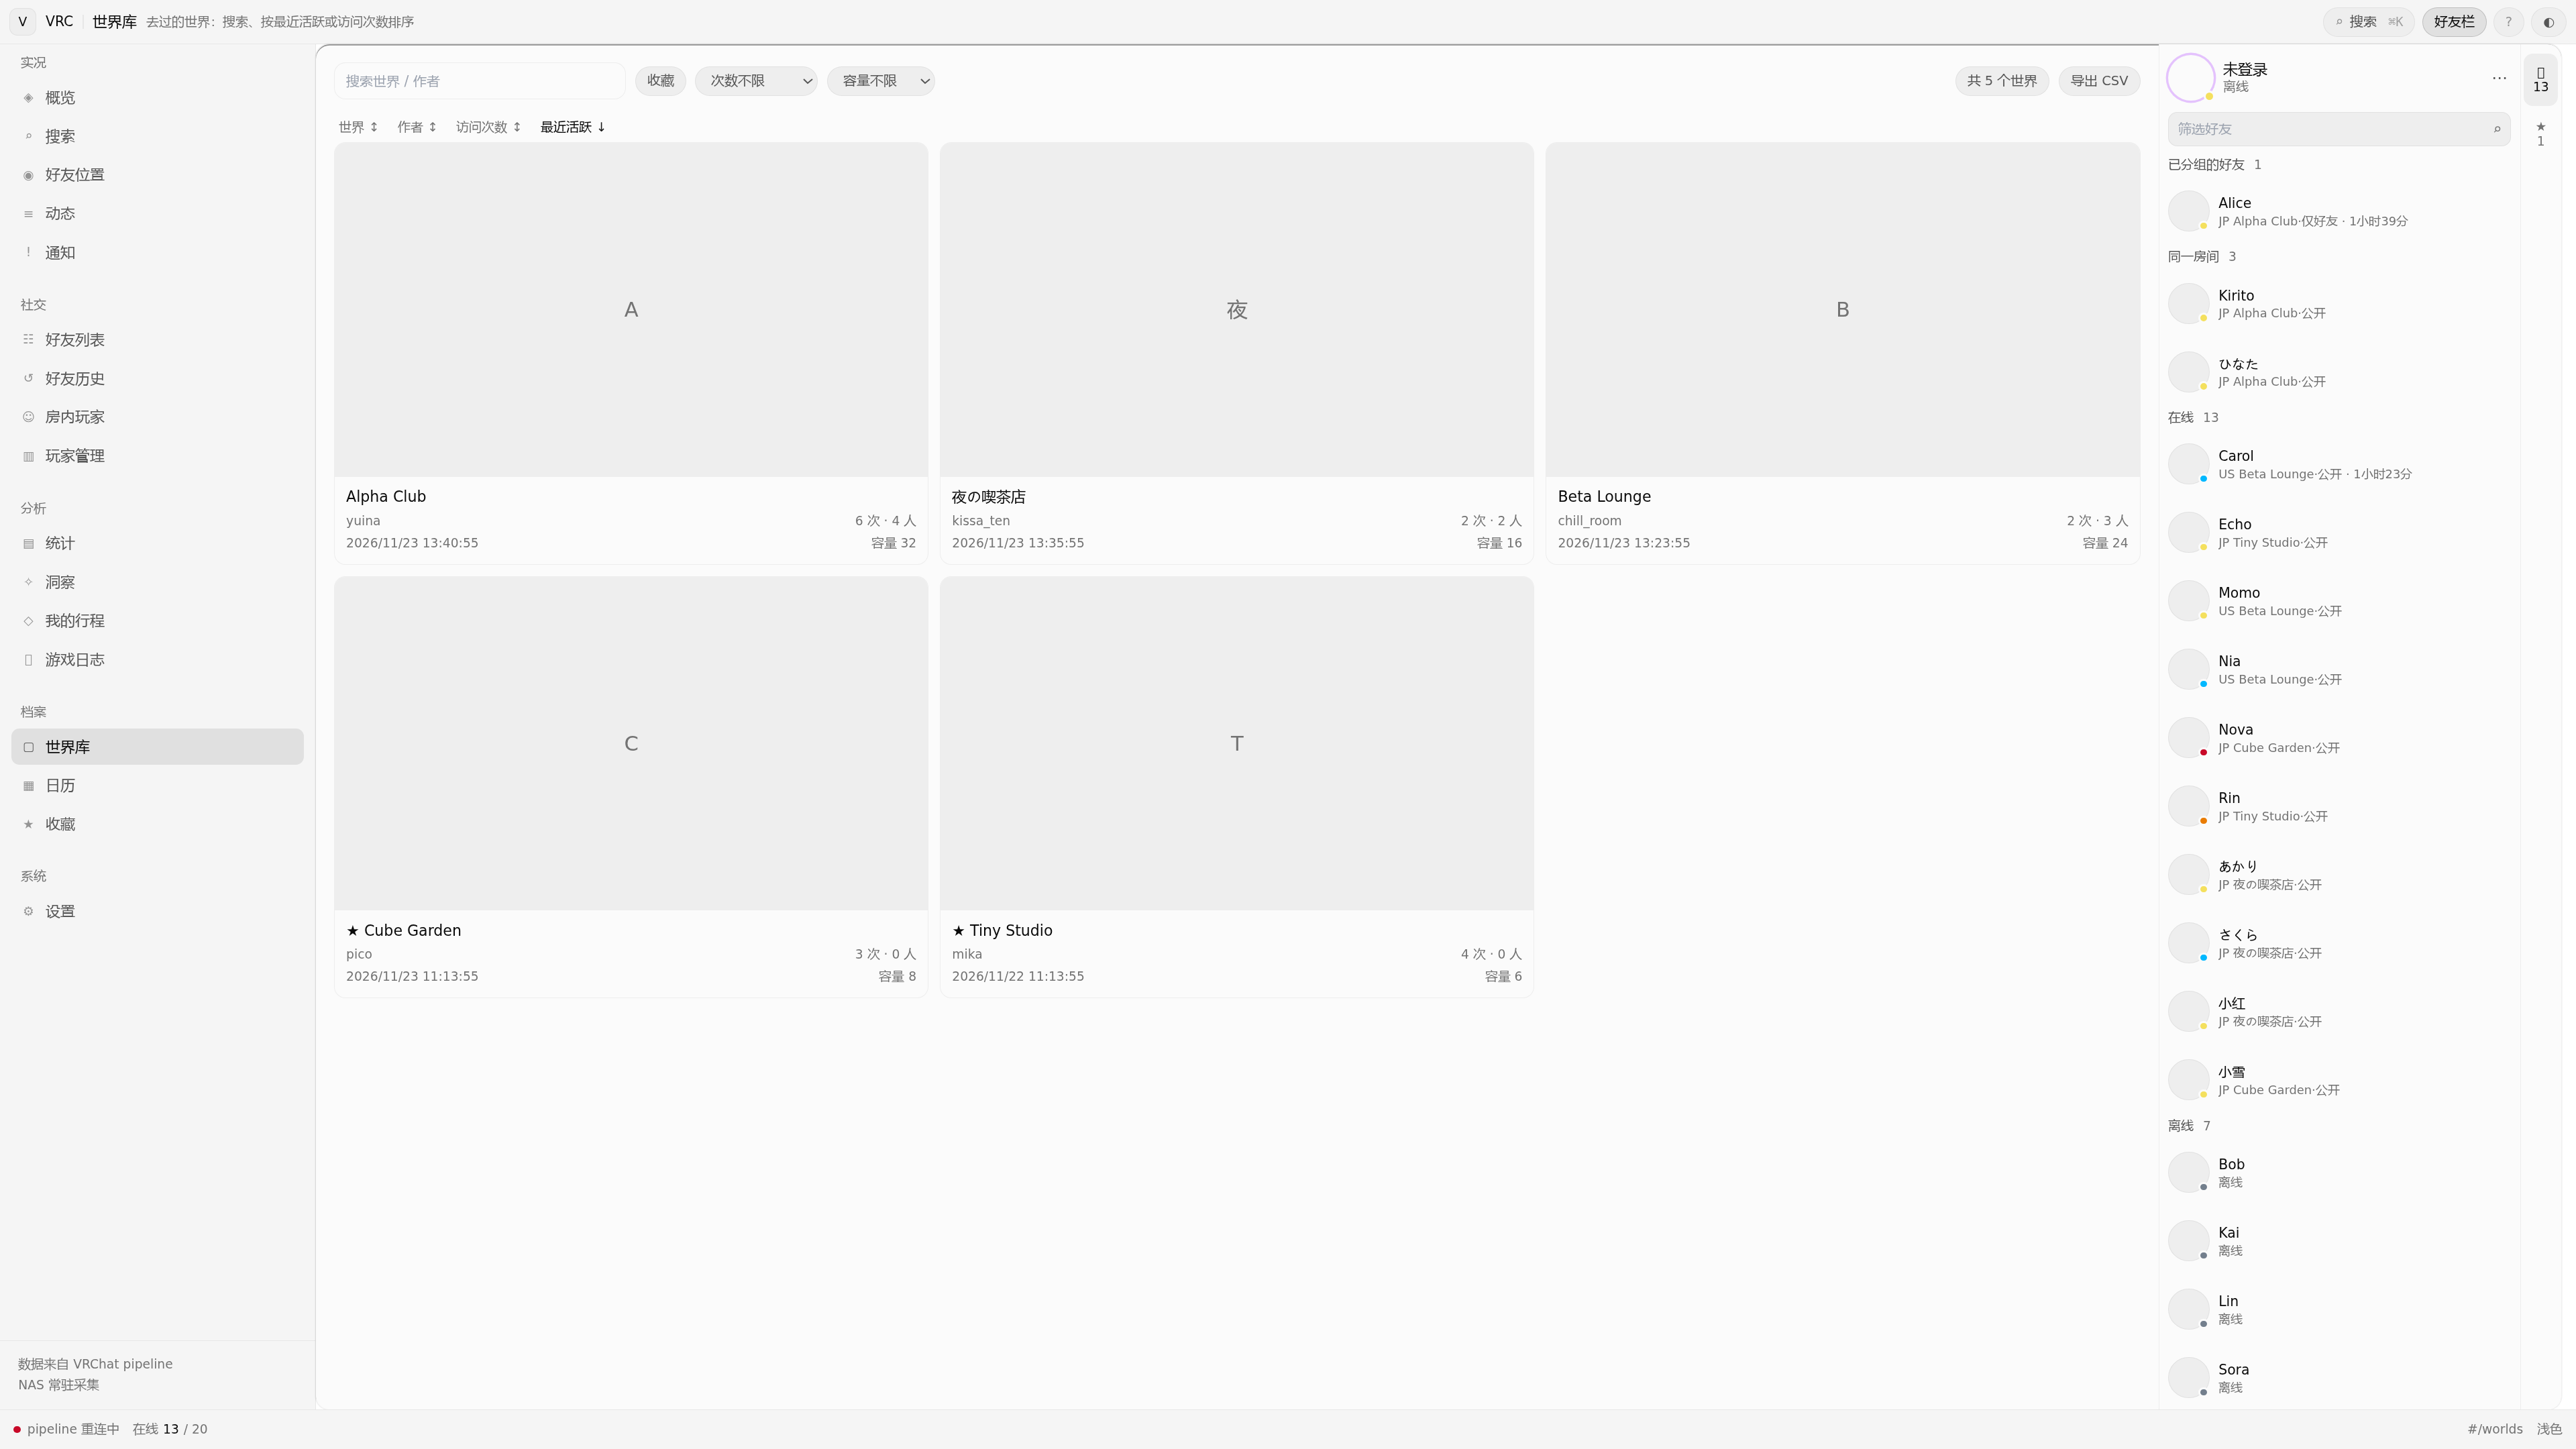 V VRC 世界库 去过的世界：搜索、按最近活跃或访问次数排序
搜索 ⌘K 好友栏 ?
实况
概览
搜索
好友位置
动态
通知
社交
好友列表
好友历史
房内玩家
玩家管理
分析
统计
洞察
我的行程
游戏日志
档案
世界库
日历
收藏
系统
设置
数据来自 VRChat pipeline
NAS 常驻采集
搜索世界 / 作者 收藏 次数不限 容量不限 共 5 个世界 导出 CSV
世界 ↕ 作者 ↕ 访问次数 ↕ 最近活跃 ↓
A
Alpha Club
yuina 6 次 · 4 人
2026/11/23 13:40:55 容量 32
夜
夜の喫茶店
kissa_ten 2 次 · 2 人
2026/11/23 13:35:55 容量 16
B
Beta Lounge
chill_room 2 次 · 3 人
2026/11/23 13:23:55 容量 24
C
★ Cube Garden
pico 3 次 · 0 人
2026/11/23 11:13:55 容量 8
T
★ Tiny Studio
mika 4 次 · 0 人
2026/11/22 11:13:55 容量 6
未登录
离线
⋯
筛选好友
已分组的好友 1
Alice
JP Alpha Club·仅好友 · 1小时39分
同一房间 3
Kirito
JP Alpha Club·公开
ひなた
JP Alpha Club·公开
在线 13
Carol
US Beta Lounge·公开 · 1小时23分
Echo
JP Tiny Studio·公开
Momo
US Beta Lounge·公开
Nia
US Beta Lounge·公开
Nova
JP Cube Garden·公开
Rin
JP Tiny Studio·公开
あかり
JP 夜の喫茶店·公开
さくら
JP 夜の喫茶店·公开
小红
JP 夜の喫茶店·公开
小雪
JP Cube Garden·公开
离线 7
Bob
离线
Kai
离线
Lin
离线
Sora
离线
13
★
1
pipeline 重连中 在线 13 / 20
#/worlds 浅色